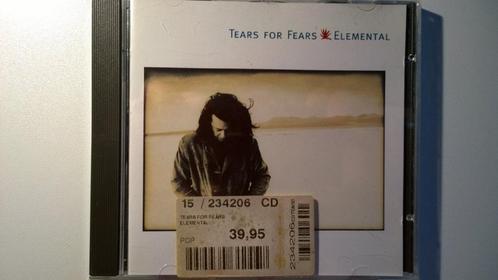 TEARS FOR FEARS ELEMENTAL
15 / 234206 CD
TEARS FOR FEARS
ELEMENTAL
POP 39,95
234206